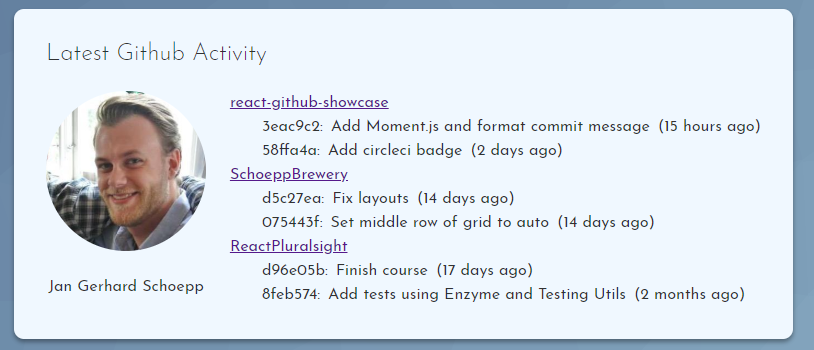 Latest Github Activity
react-github-showcase
3eac9c2: Add Moment.js and format commit message (15 hours ago)
58ffa4a: Add circleci badge (2 days ago)
SchoeppBrewery
d5c27ea: Fix layouts (14 days ago)
075443f: Set middle row of grid to auto (14 days ago)
ReactPluralsight
d96e05b: Finish course (17 days ago)
8feb574: Add tests using Enzyme and Testing Utils (2 months ago)
Jan Gerhard Schoepp